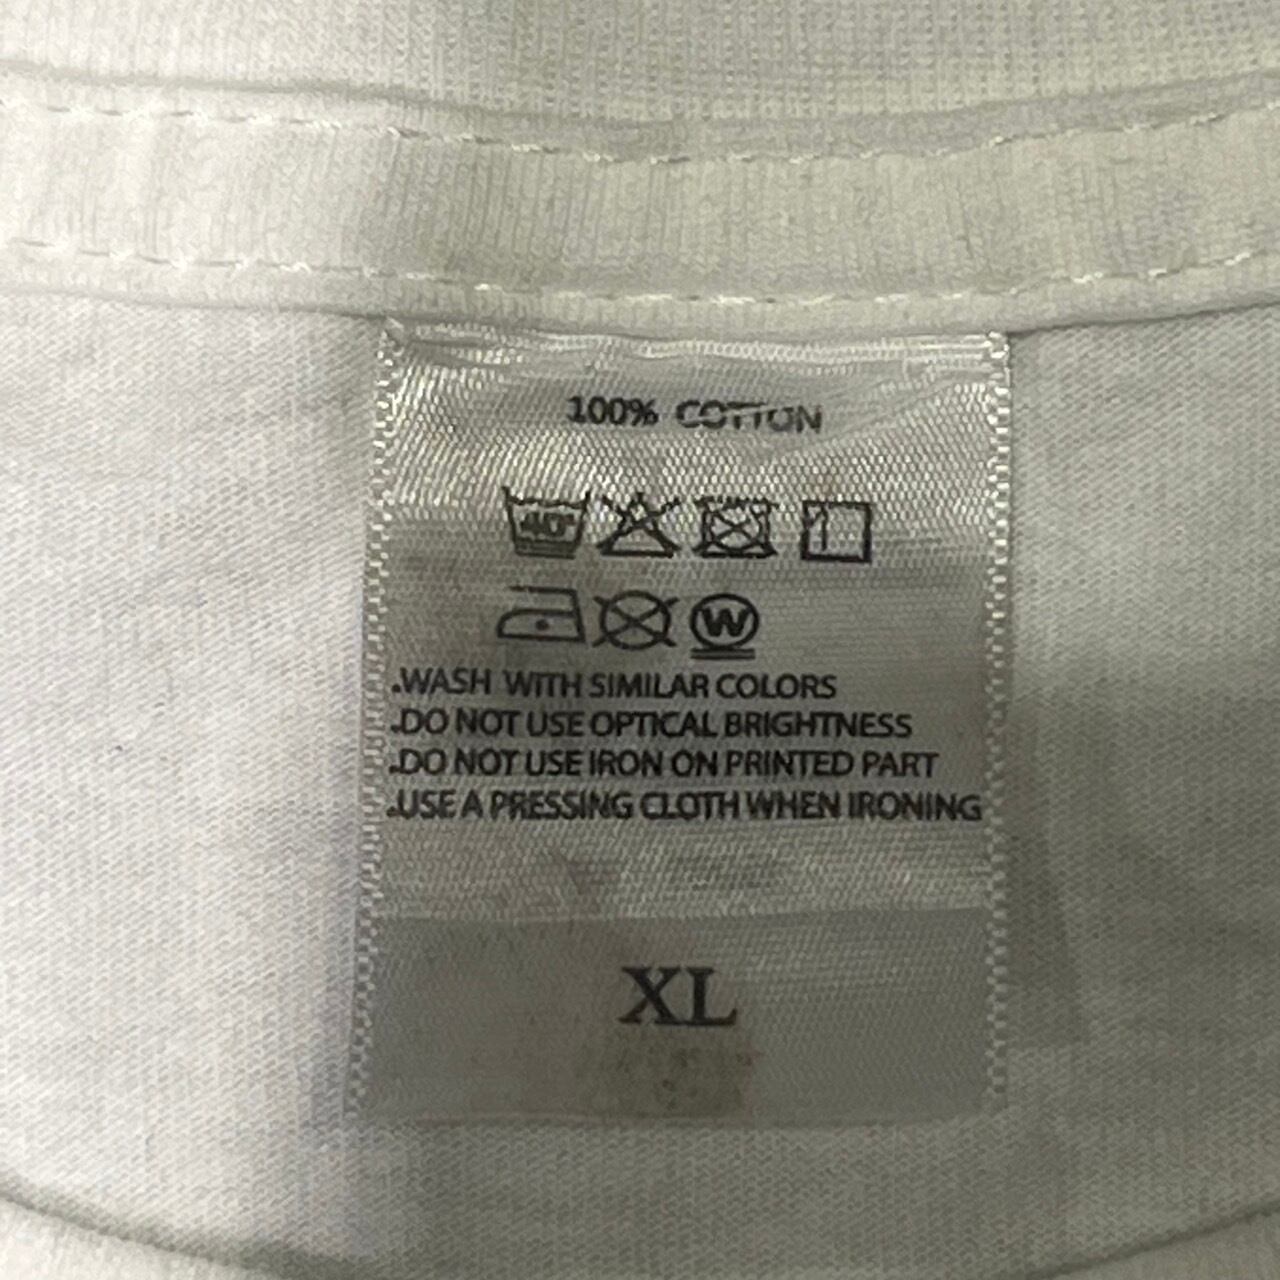 100% COTTON
40°
W
.WASH WITH SIMILAR COLORS
.DO NOT USE OPTICAL BRIGHTNESS
.DO NOT USE IRON ON PRINTED PART
.USE A PRESSING CLOTH WHEN IRONING
XL